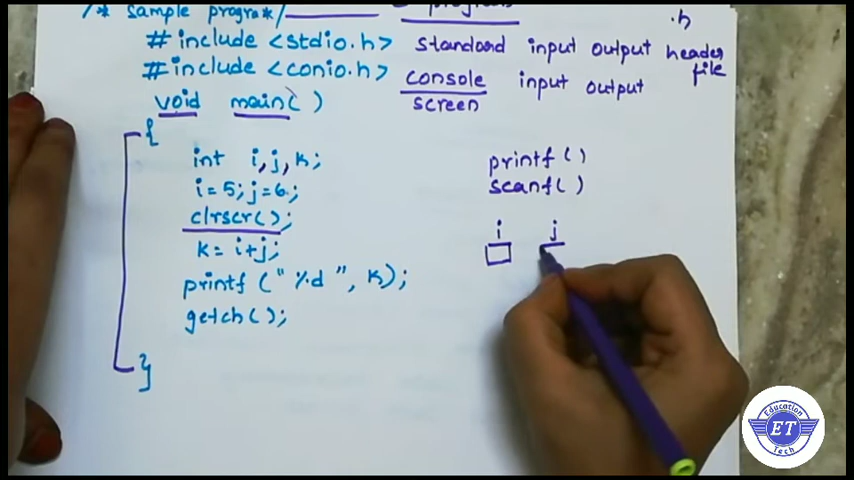 /* Sample program */ program
.h
#include <stdio.h> standard input output header file
#include <conio.h> console input output
screen
void main( )
{
int i,j,k; printf ( )
i=5; j=6; scanf( )
clrscr();
i j
k= i+j;
printf ("%d", k);
getch();
}
Education
ET
Tech